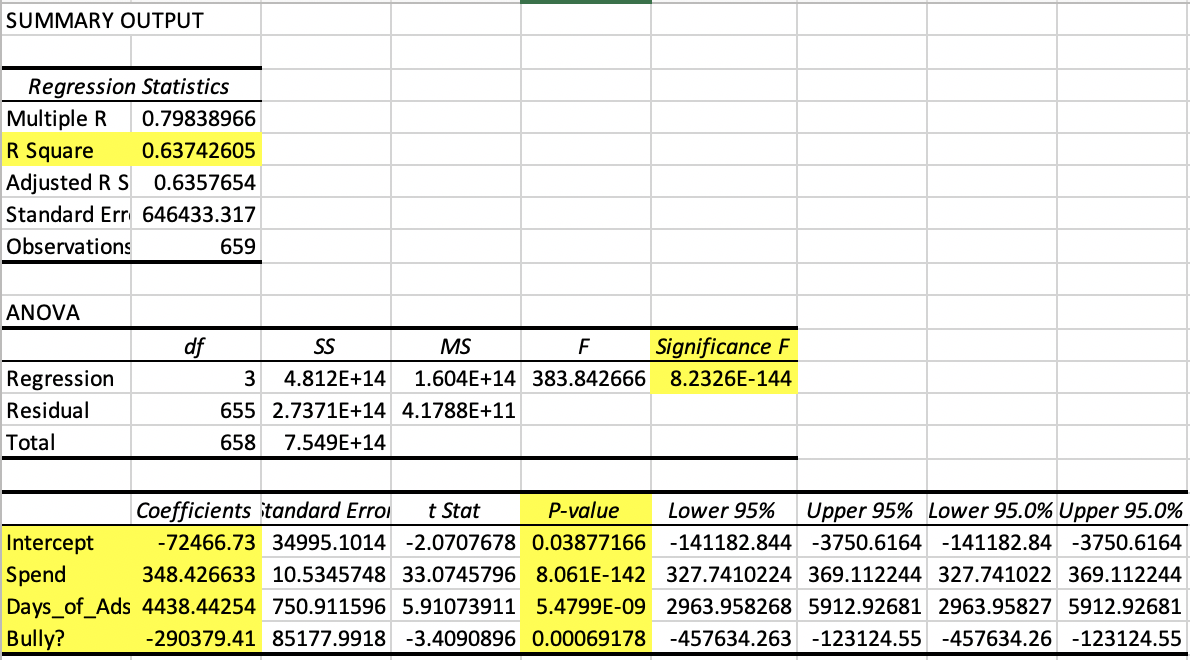 SUMMARY OUTPUT
Regression Statistics
Multiple R 0.79838966
R Square 0.63742605
Adjusted R S 0.6357654
Standard Erro 646433.317
Observations 659
ANOVA
df SS MS F Significance F
Regression 3 4.812E+14 1.604E+14 383.842666 8.2326E-144
Residual 655 2.7371E+14 4.1788E+11
Total 658 7.549E+14
Coefficients Standard Error t Stat P-value Lower 95% Upper 95% Lower 95.0% Upper 95.0%
Intercept -72466.73 34995.1014 -2.0707678 0.03877166 -141182.844 -3750.6164 -141182.84 -3750.6164
Spend 348.426633 10.5345748 33.0745796 8.061E-142 327.7410224 369.112244 327.741022 369.112244
Days_of_Ads 4438.44254 750.911596 5.91073911 5.4799E-09 2963.958268 5912.92681 2963.95827 5912.92681
Bully? -290379.41 85177.9918 -3.4090896 0.00069178 -457634.263 -123124.55 -457634.26 -123124.55